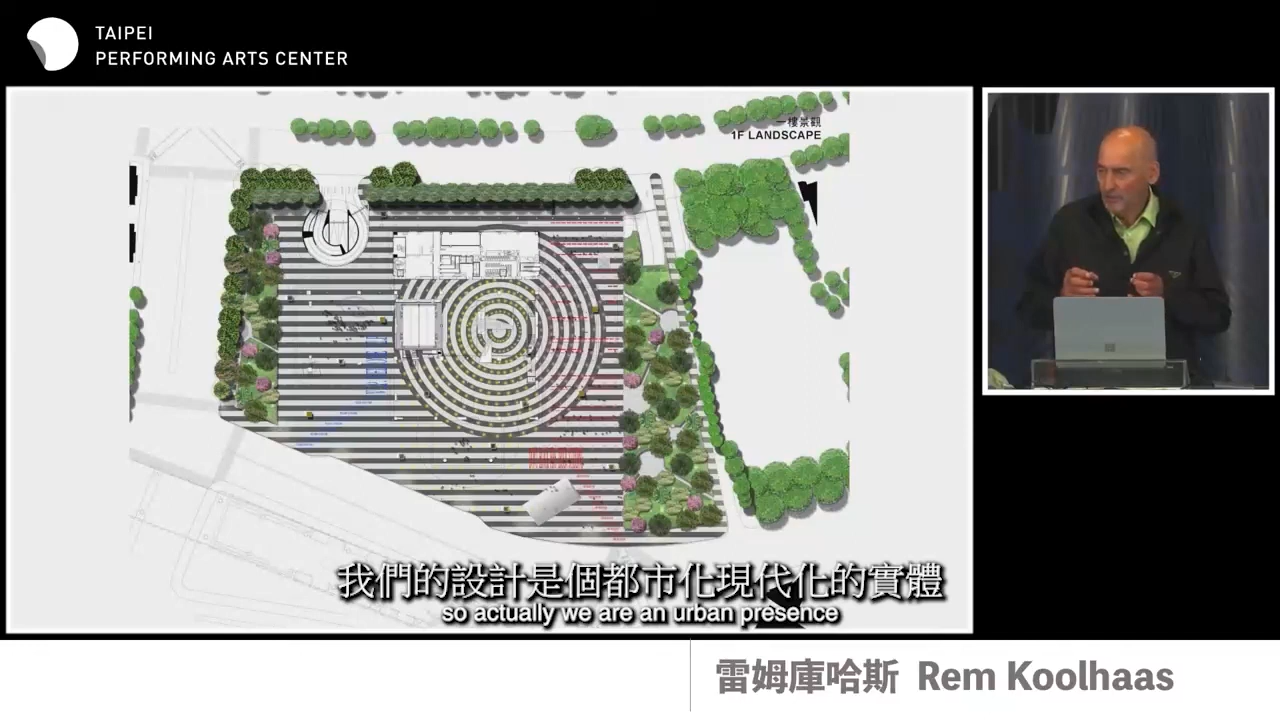 TAIPEI
PERFORMING ARTS CENTER
一樓景觀
1F LANDSCAPE
我們的設計是個都市化現代化的實體
so actually we are an urban presence
雷姆庫哈斯 Rem Koolhaas